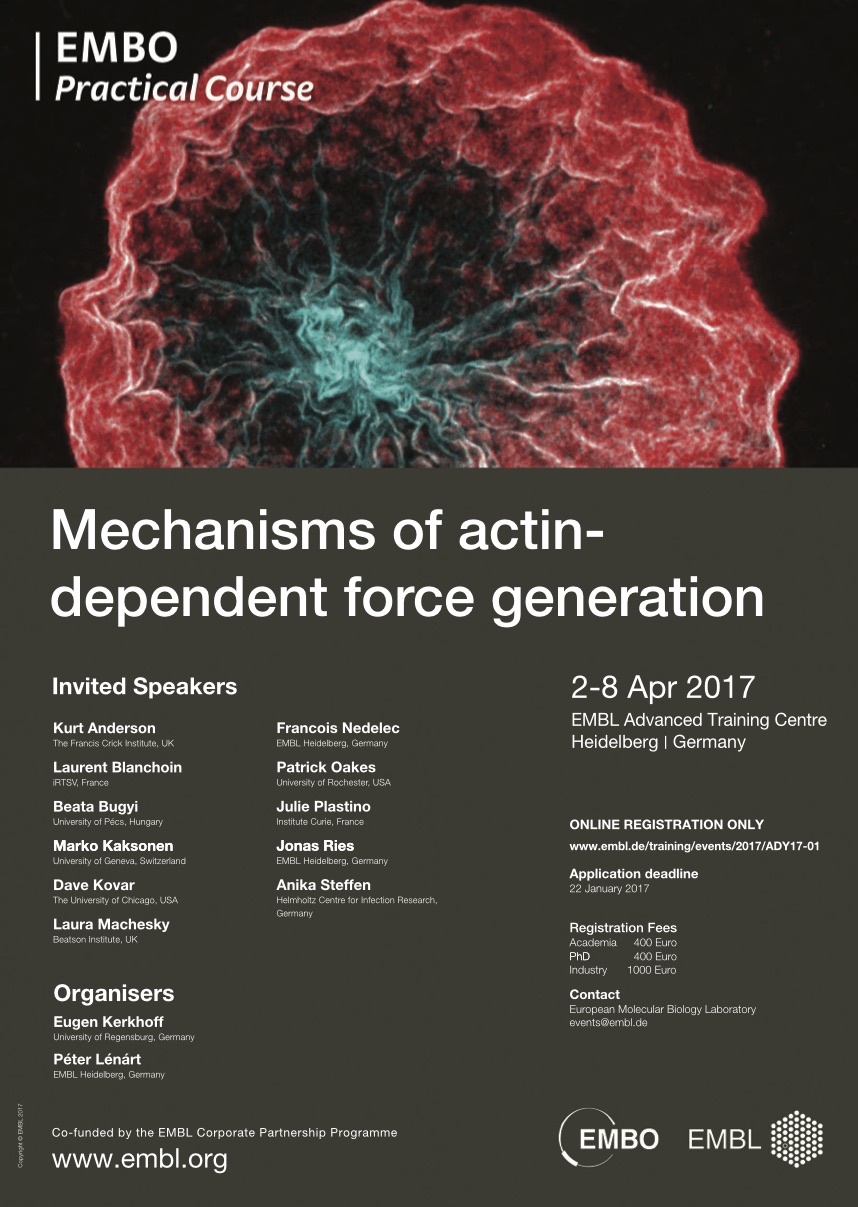 EMBO
Practical Course
Mechanisms of actin-
dependent force generation
Invited Speakers
Kurt Anderson
The Francis Crick Institute, UK
Laurent Blanchoin
iRTSV, France
Beata Bugyi
University of Pécs, Hungary
Marko Kaksonen
University of Geneva, Switzerland
Dave Kovar
The University of Chicago, USA
Laura Machesky
Beatson Institute, UK
Francois Nedelec
EMBL Heidelberg, Germany
Patrick Oakes
University of Rochester, USA
Julie Plastino
Institute Curie, France
Jonas Ries
EMBL Heidelberg, Germany
Anika Steffen
Helmholtz Centre for Infection Research,
Germany
Organisers
Eugen Kerkhoff
University of Regensburg, Germany
Péter Lénárt
EMBL Heidelberg, Germany
2-8 Apr 2017
EMBL Advanced Training Centre
Heidelberg | Germany
ONLINE REGISTRATION ONLY
www.embl.de/training/events/2017/ADY17-01
Application deadline
22 January 2017
Registration Fees
Academia 400 Euro
PhD 400 Euro
Industry 1000 Euro
Contact
European Molecular Biology Laboratory
events@embl.de
Copyright © EMBL 2017
Co-funded by the EMBL Corporate Partnership Programme
www.embl.org
EMBO
EMBL